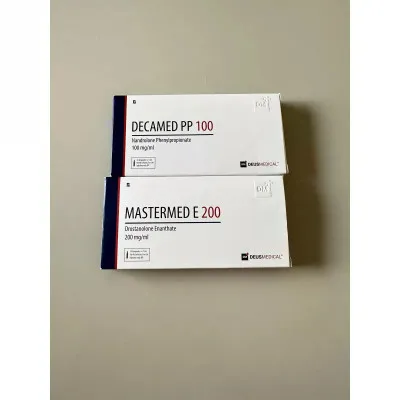 DECAMED PP 100
Nandrolone Phenylpropionate
100 mg/ml
DEUSMEDICAL
MASTERMED E 200
Drostanolone Enanthate
200 mg/ml
DEUSMEDICAL